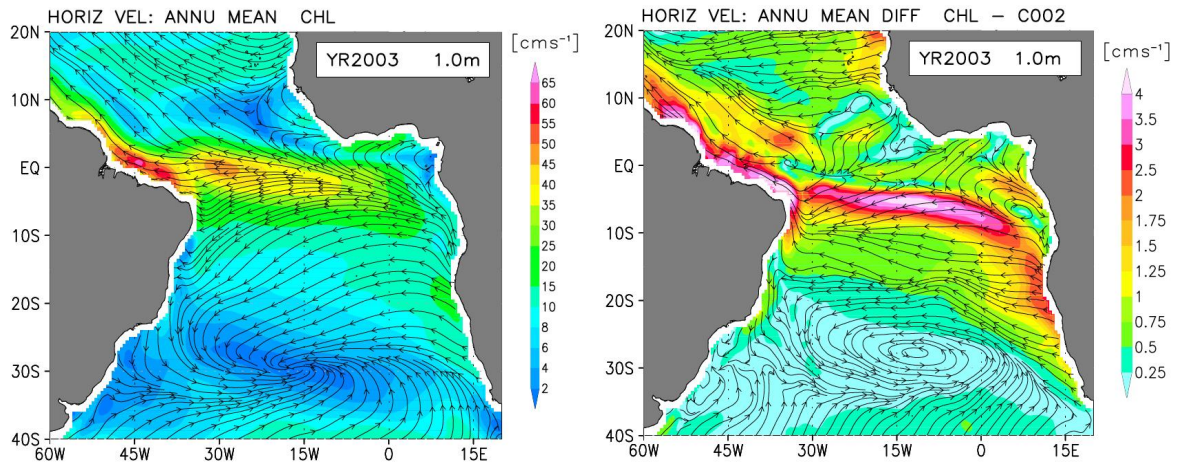 HORIZ VEL: ANNU MEAN CHL
YR2003 1.0m
[cms⁻¹]
20N
10N
EQ
10S
20S
30S
40S
60W 45W 30W 15W 0 15E
65
60
55
50
45
40
35
30
25
20
15
10
8
6
4
2
HORIZ VEL: ANNU MEAN DIFF CHL – C002
YR2003 1.0m
[cms⁻¹]
20N
10N
EQ
10S
20S
30S
40S
60W 45W 30W 15W 0 15E
4
3.5
3
2.5
2
1.75
1.5
1.25
1
0.75
0.5
0.25